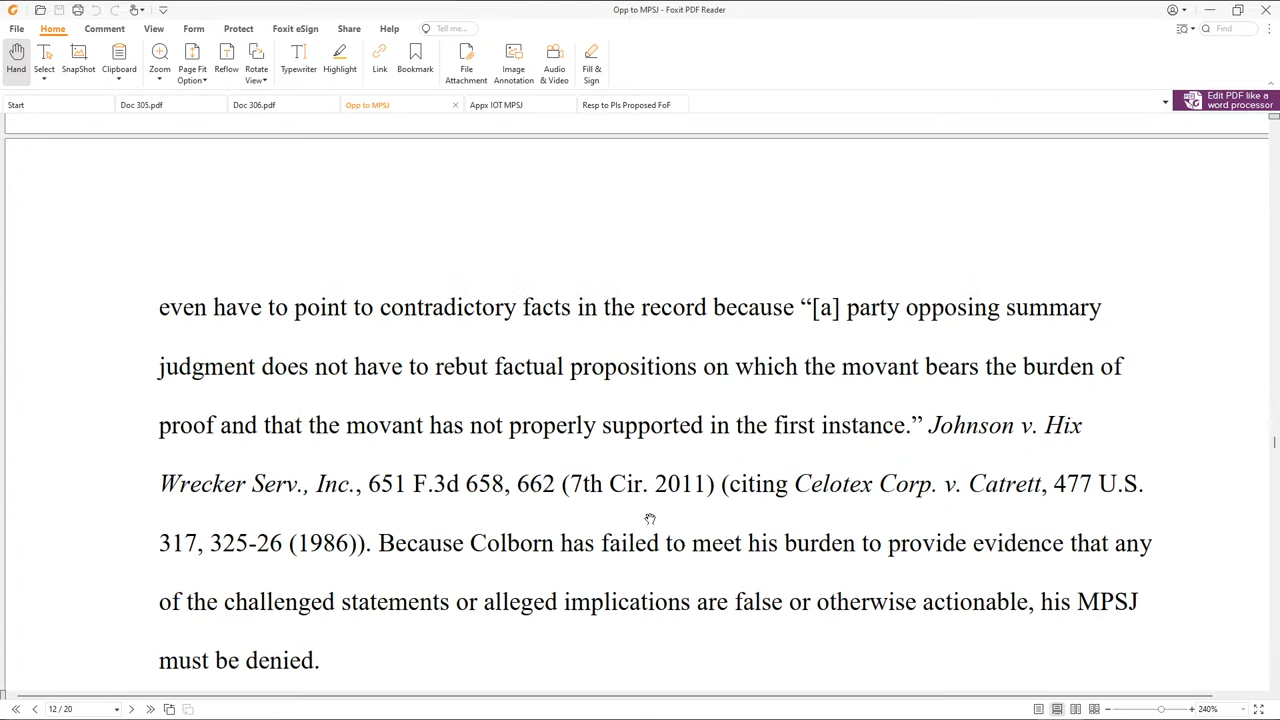 Opp to MPSJ - Foxit PDF Reader
File Home Comment View Form Protect Foxit eSign Share Help Tell me... Find
Hand Select SnapShot Clipboard Zoom Page Fit Option Reflow Rotate View Typewriter Highlight Link Bookmark File Attachment Image Annotation Audio & Video Fill & Sign
Start Doc 305.pdf Doc 306.pdf Opp to MPSJ Appx IOT MPSJ Resp to Pls Proposed FoF
Edit PDF like a
word processor
even have to point to contradictory facts in the record because “[a] party opposing summary
judgment does not have to rebut factual propositions on which the movant bears the burden of
proof and that the movant has not properly supported in the first instance.” Johnson v. Hix
Wrecker Serv., Inc., 651 F.3d 658, 662 (7th Cir. 2011) (citing Celotex Corp. v. Catrett, 477 U.S.
317, 325-26 (1986)). Because Colborn has failed to meet his burden to provide evidence that any
of the challenged statements or alleged implications are false or otherwise actionable, his MPSJ
must be denied.
12 / 20 240%